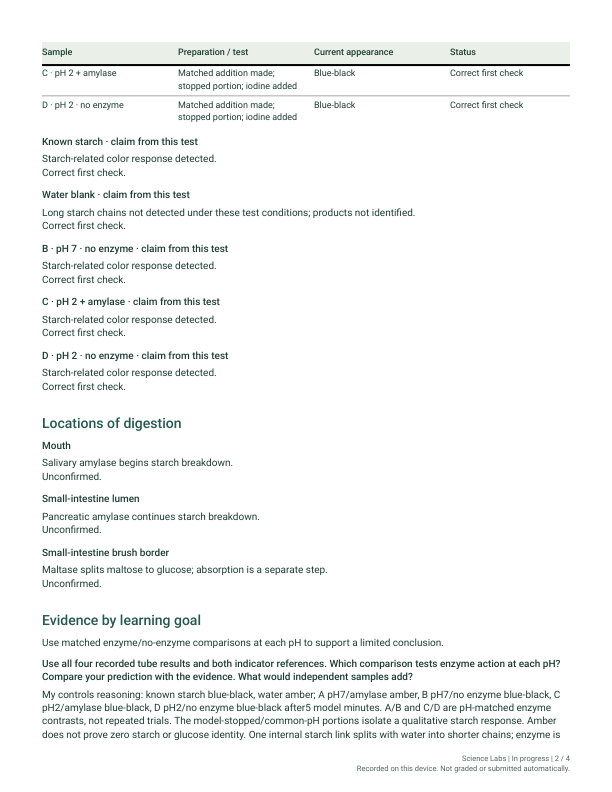 Sample Preparation / test Current appearance Status
C · pH 2 + amylase Matched addition made; Blue-black Correct first check
stopped portion; iodine added
D · pH 2 · no enzyme Matched addition made; Blue-black Correct first check
stopped portion; iodine added
Known starch · claim from this test
Starch-related color response detected.
Correct first check.
Water blank · claim from this test
Long starch chains not detected under these test conditions; products not identified.
Correct first check.
B · pH 7 · no enzyme · claim from this test
Starch-related color response detected.
Correct first check.
C · pH 2 + amylase · claim from this test
Starch-related color response detected.
Correct first check.
D · pH 2 · no enzyme · claim from this test
Starch-related color response detected.
Correct first check.
Locations of digestion
Mouth
Salivary amylase begins starch breakdown.
Unconfirmed.
Small-intestine lumen
Pancreatic amylase continues starch breakdown.
Unconfirmed.
Small-intestine brush border
Maltase splits maltose to glucose; absorption is a separate step.
Unconfirmed.
Evidence by learning goal
Use matched enzyme/no-enzyme comparisons at each pH to support a limited conclusion.
Use all four recorded tube results and both indicator references. Which comparison tests enzyme action at each pH?
Compare your prediction with the evidence. What would independent samples add?
My controls reasoning: known starch blue-black, water amber; A pH7/amylase amber, B pH7/no enzyme blue-black, C
pH2/amylase blue-black, D pH2/no enzyme blue-black after5 model minutes. A/B and C/D are pH-matched enzyme
contrasts, not repeated trials. The model-stopped/common-pH portions isolate a qualitative starch response. Amber
does not prove zero starch or glucose identity. One internal starch link splits with water into shorter chains; enzyme is
Science Labs | In progress | 2 / 4
Recorded on this device. Not graded or submitted automatically.